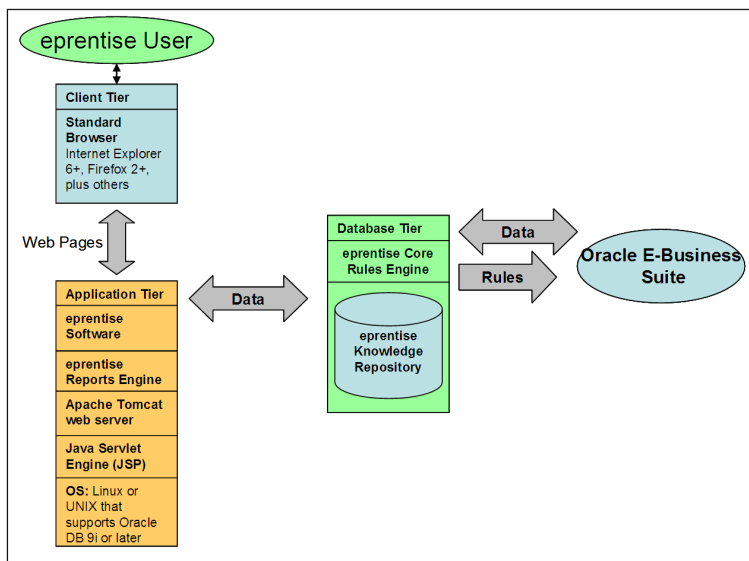 eprentise User
Client Tier
Standard
Browser
Internet Explorer
6+, Firefox 2+,
plus others
Web Pages
Application Tier
eprentise
Software
eprentise
Reports Engine
Apache Tomcat
web server
Java Servlet
Engine (JSP)
OS: Linux or
UNIX that
supports Oracle
DB 9i or later
Data
Database Tier
eprentise Core
Rules Engine
eprentise
Knowledge
Repository
Data
Rules
Oracle E-Business
Suite